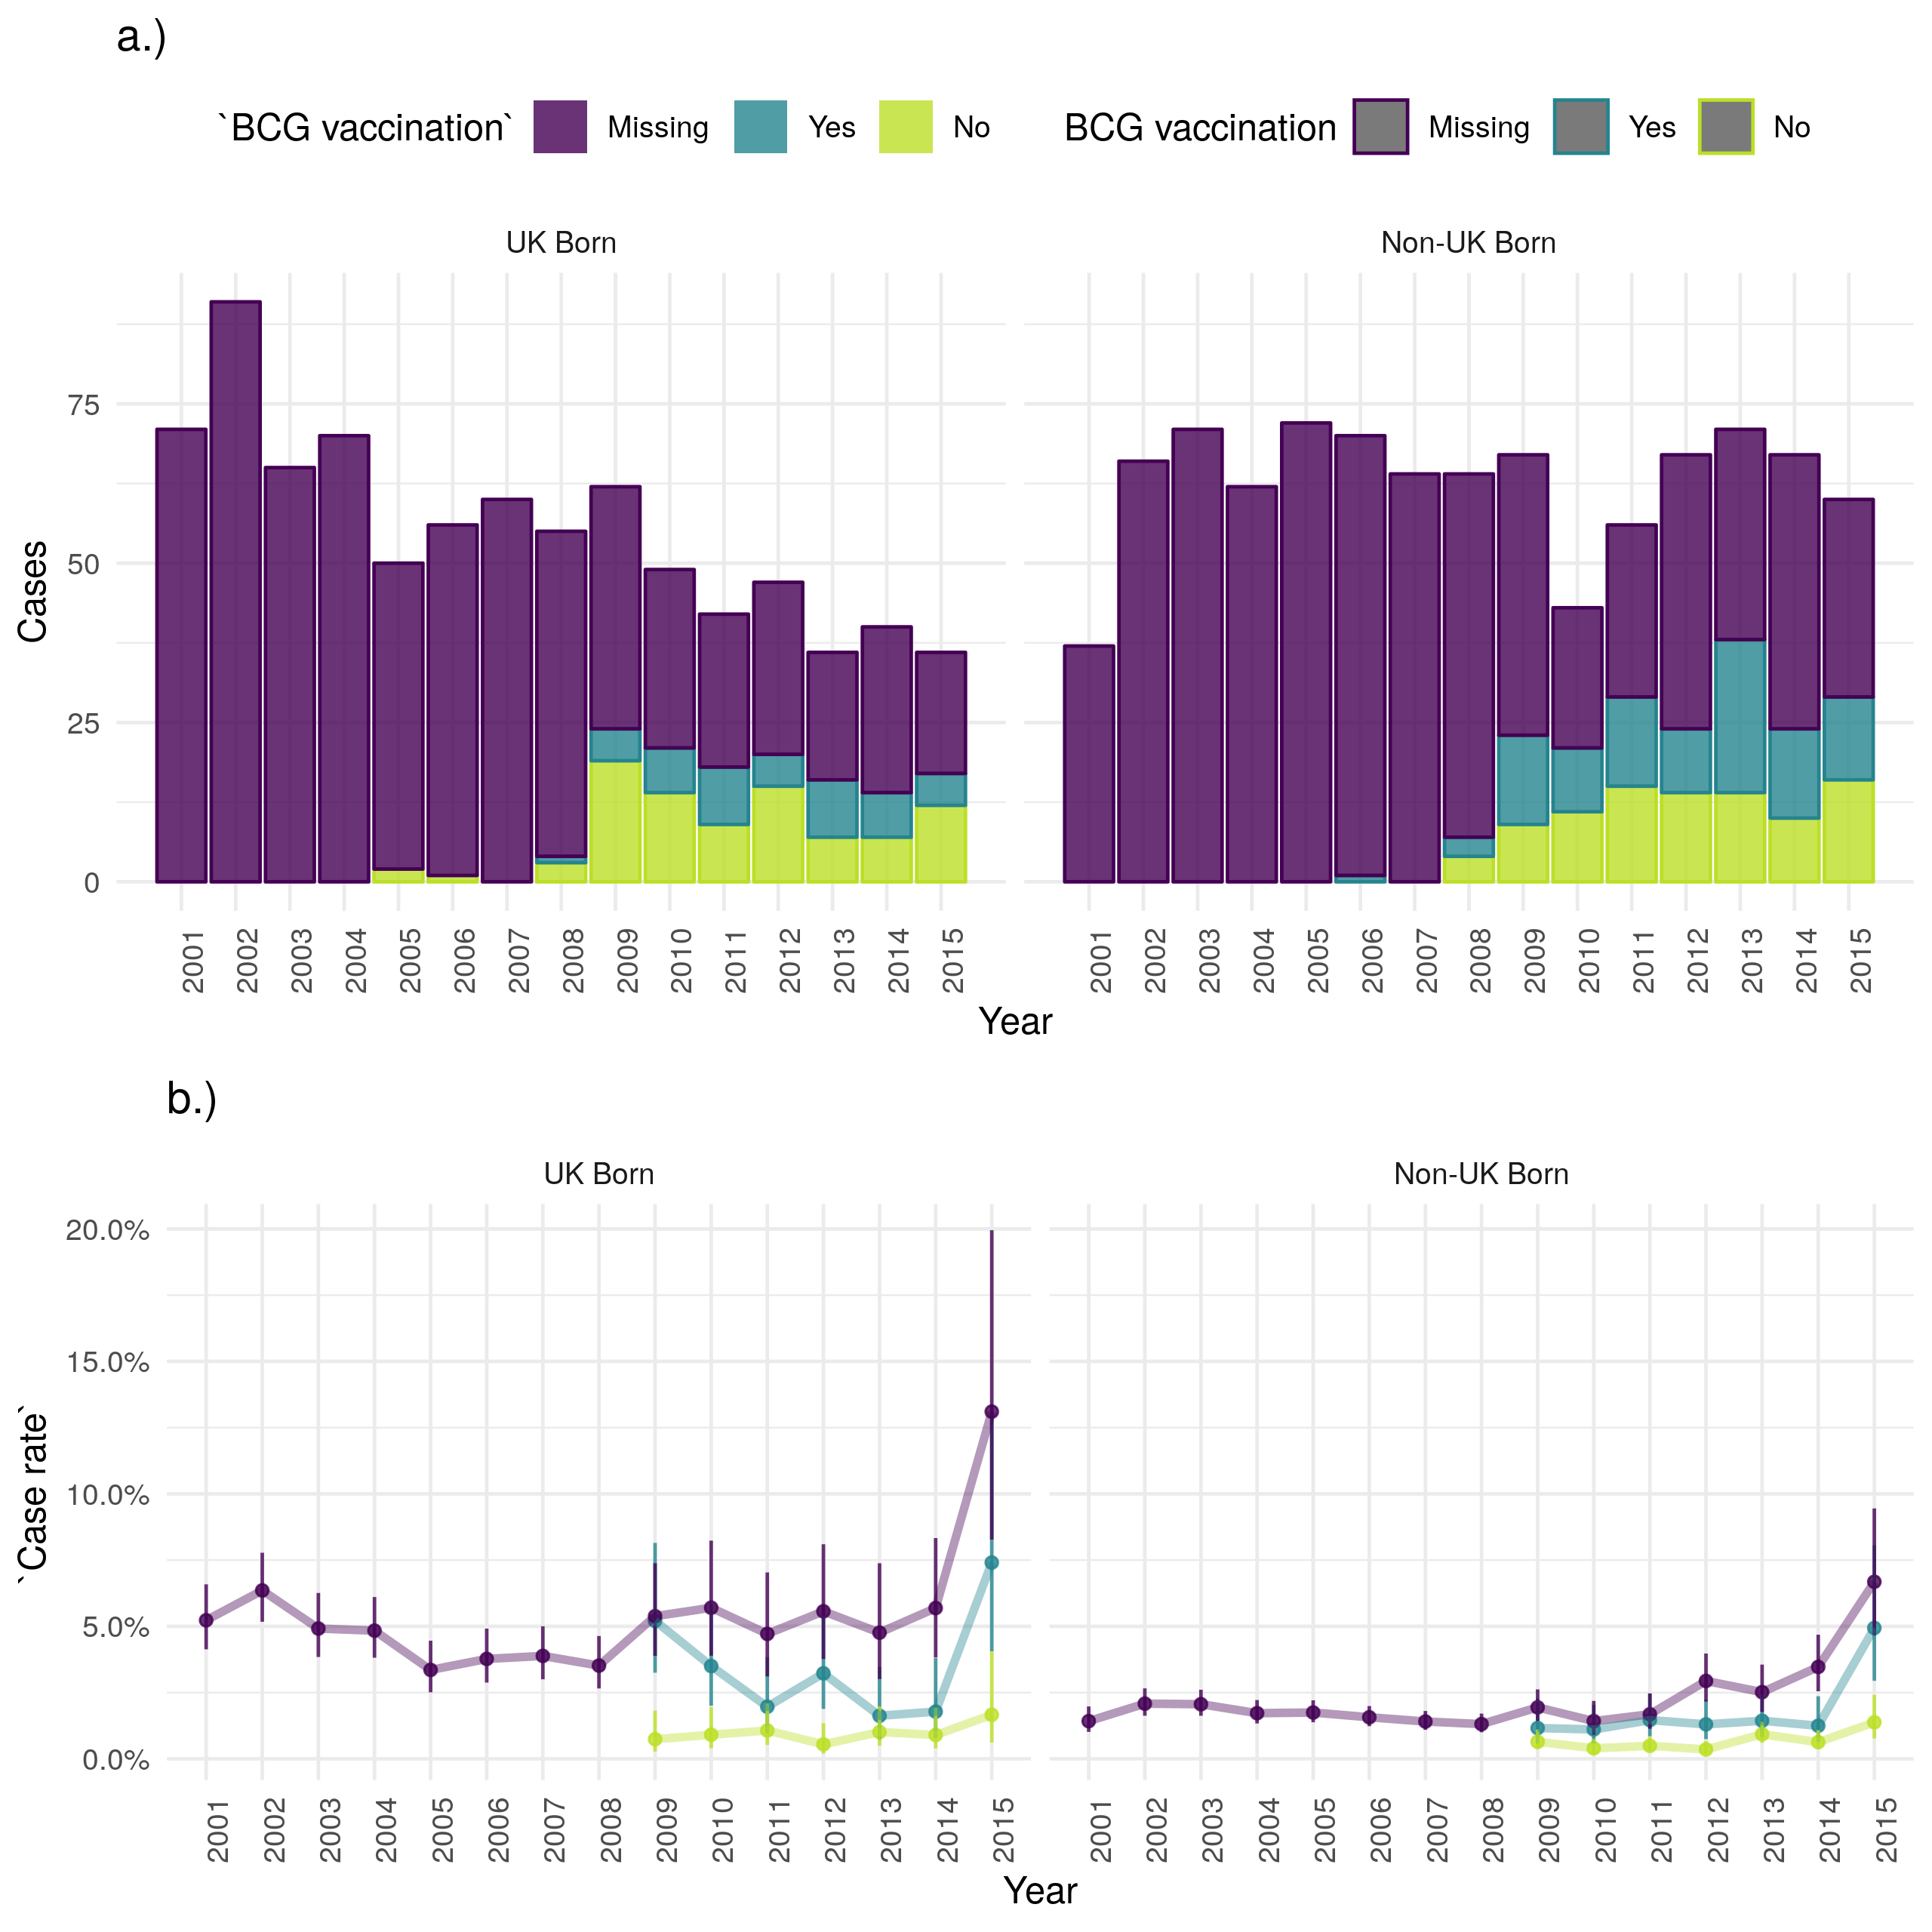 a.)
`BCG vaccination` Missing Yes No BCG vaccination Missing Yes No
UK Born Non-UK Born
Cases
75
50
25
0
2001 2002 2003 2004 2005 2006 2007 2008 2009 2010 2011 2012 2013 2014 2015 2001 2002 2003 2004 2005 2006 2007 2008 2009 2010 2011 2012 2013 2014 2015
Year
b.)
UK Born Non-UK Born
`Case rate`
20.0%
15.0%
10.0%
5.0%
0.0%
2001 2002 2003 2004 2005 2006 2007 2008 2009 2010 2011 2012 2013 2014 2015 2001 2002 2003 2004 2005 2006 2007 2008 2009 2010 2011 2012 2013 2014 2015
Year